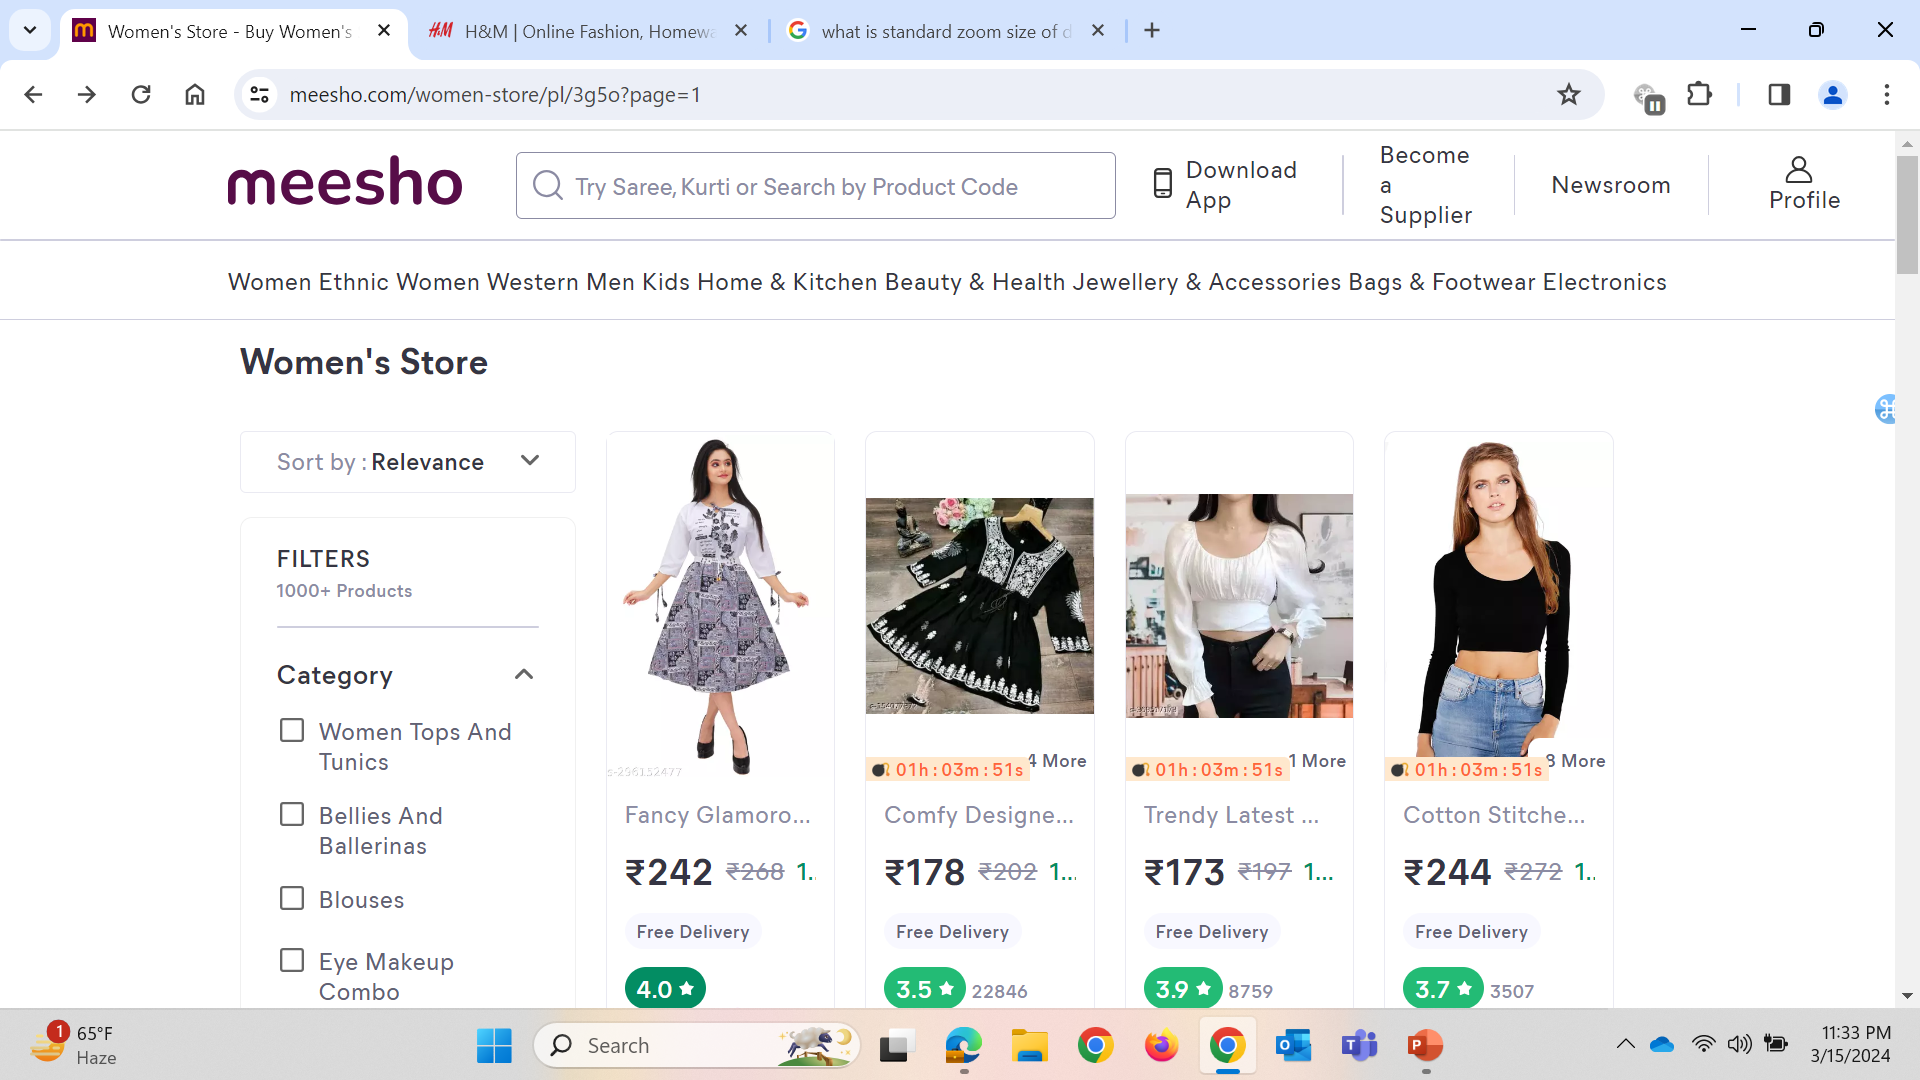 Women's Store - Buy Women's
H&M | Online Fashion, Homewa
what is standard zoom size of d
meesho.com/women-store/pl/3g5o?page=1
meesho
Try Saree, Kurti or Search by Product Code
Download
App
Become
a
Supplier
Newsroom
Profile
Women Ethnic Women Western Men Kids Home & Kitchen Beauty & Health Jewellery & Accessories Bags & Footwear Electronics
Women's Store
Sort by : Relevance
FILTERS
1000+ Products
Category
Women Tops And
Tunics
Bellies And
Ballerinas
Blouses
Eye Makeup
Combo
s-296152477
Fancy Glamoro...
₹242 ₹268 1..
Free Delivery
4.0
4 More
01h : 03m : 51s
Comfy Designe...
₹178 ₹202 1...
Free Delivery
3.5 22846
1 More
01h : 03m : 51s
Trendy Latest ...
₹173 ₹197 1...
Free Delivery
3.9 8759
8 More
01h : 03m : 51s
Cotton Stitche...
₹244 ₹272 1..
Free Delivery
3.7 3507
1
65°F
Haze
Search
11:33 PM
3/15/2024